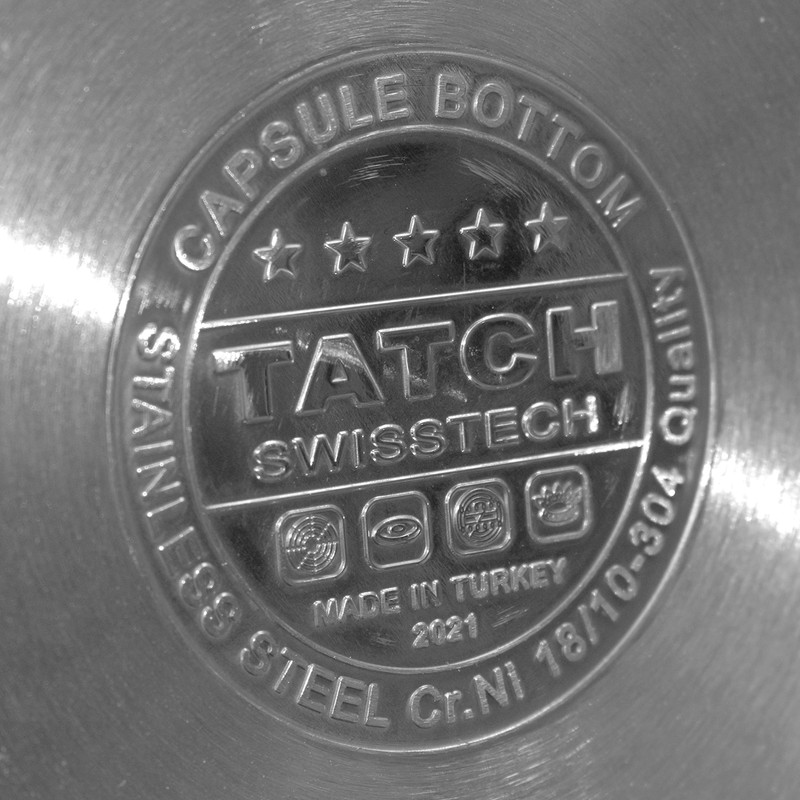 CAPSULE BOTTOM
TATCH
SWISSTECH
MADE IN TURKEY
2021
STAINLESS STEEL Cr.Ni 18/10-304 Quality